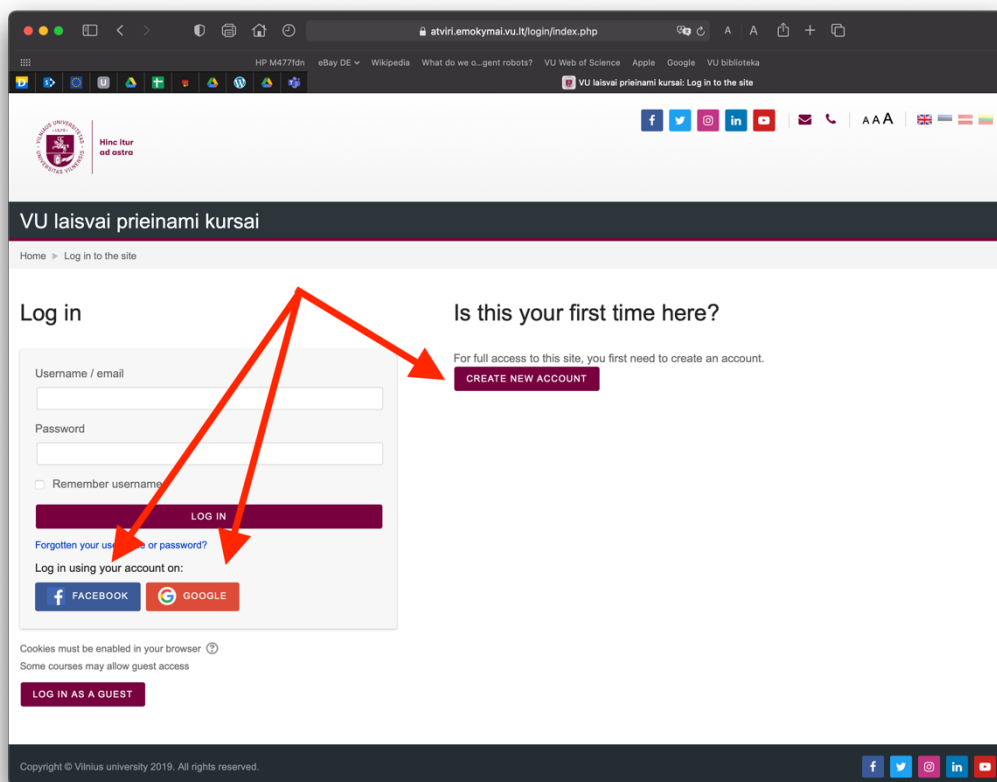 atviri.emokymai.vu.lt/login/index.php
A A
HP M477fdn eBay DE Wikipedia What do we o...gent robots? VU Web of Science Apple Google VU biblioteka
VU laisvai prieinami kursai: Log in to the site
Hinc itur
ad astra
A A A
VU laisvai prieinami kursai
Home Log in to the site
Log in
Is this your first time here?
For full access to this site, you first need to create an account.
CREATE NEW ACCOUNT
Username / email
Password
Remember username
LOG IN
Forgotten your or password?
Log in using your account on:
FACEBOOK GOOGLE
Cookies must be enabled in your browser
Some courses may allow guest access
LOG IN AS A GUEST
Copyright © Vilnius university 2019. All rights reserved.